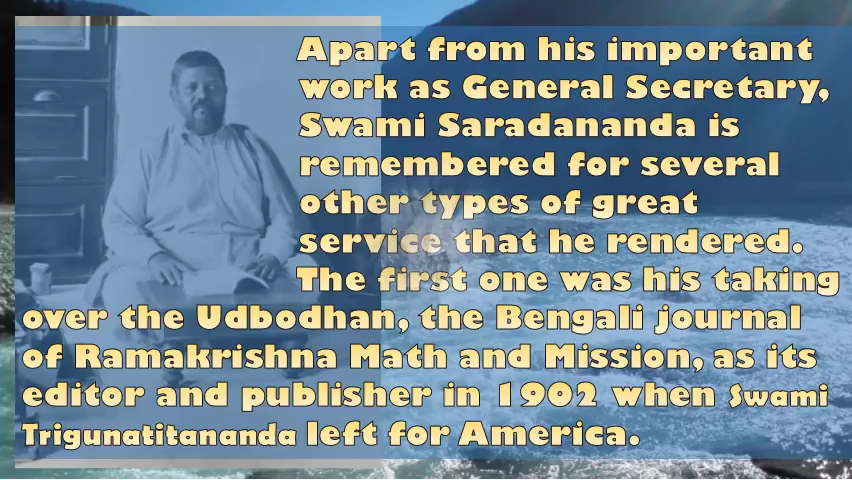 Apart from his important
work as General Secretary,
Swami Saradananda is
remembered for several
other types of great
service that he rendered.
The first one was his taking
over the Udbodhan, the Bengali journal
of Ramakrishna Math and Mission, as its
editor and publisher in 1902 when Swami
Trigunatitananda left for America.